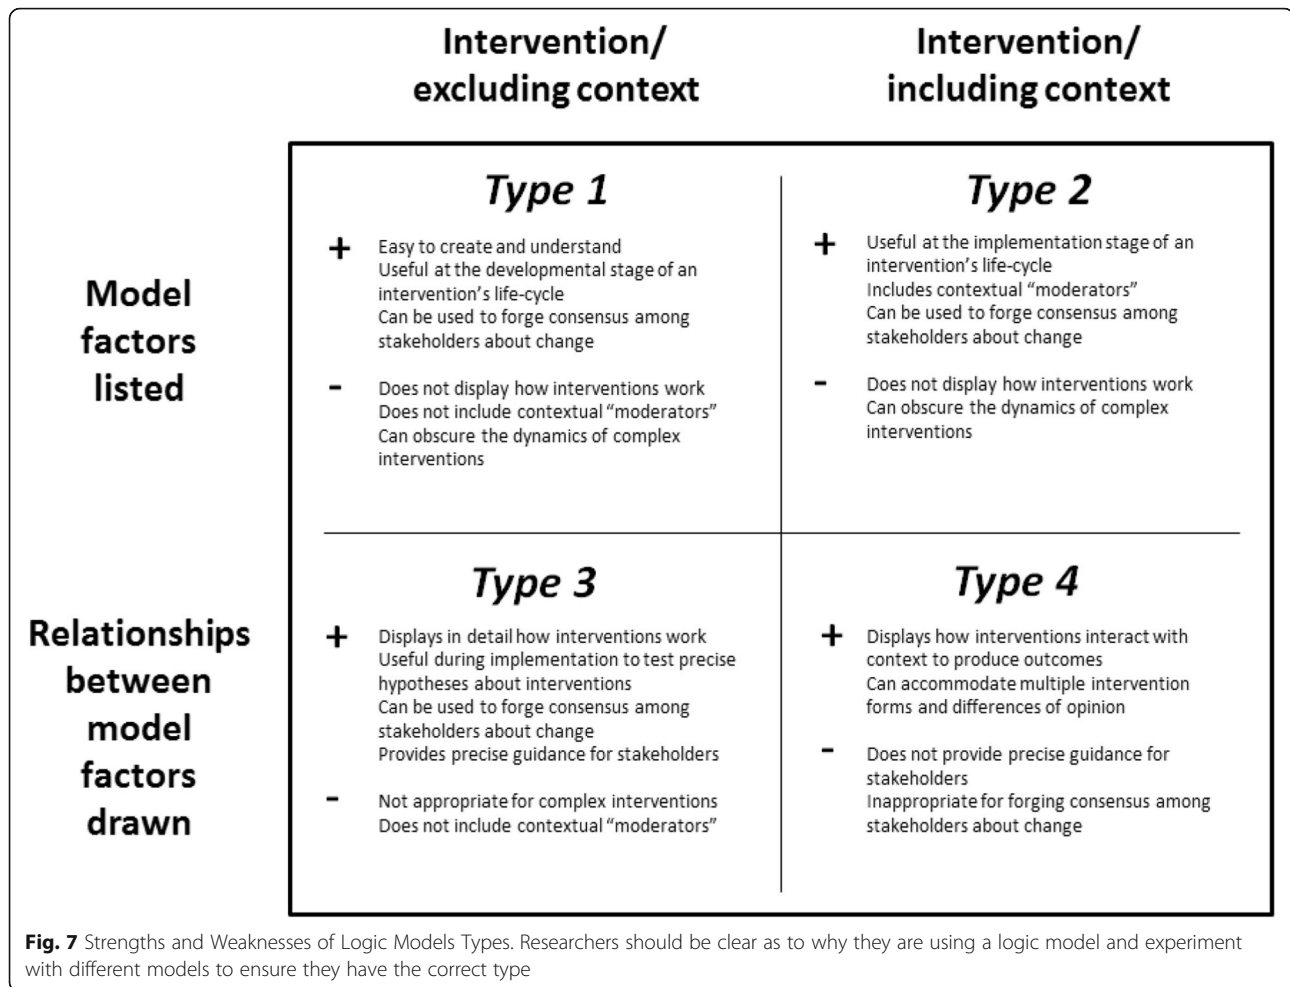 Intervention/
excluding context
Intervention/
including context
Model
factors
listed
Type 1
+ Easy to create and understand
Useful at the developmental stage of an
intervention's life-cycle
Can be used to forge consensus among
stakeholders about change
- Does not display how interventions work
Does not include contextual “moderators”
Can obscure the dynamics of complex
interventions
Type 2
+ Useful at the implementation stage of an
intervention's life-cycle
Includes contextual “moderators”
Can be used to forge consensus among
stakeholders about change
- Does not display how interventions work
Can obscure the dynamics of complex
interventions
Relationships
between
model
factors
drawn
Type 3
+ Displays in detail how interventions work
Useful during implementation to test precise
hypotheses about interventions
Can be used to forge consensus among
stakeholders about change
Provides precise guidance for stakeholders
- Not appropriate for complex interventions
Does not include contextual “moderators”
Type 4
+ Displays how interventions interact with
context to produce outcomes
Can accommodate multiple intervention
forms and differences of opinion
- Does not provide precise guidance for
stakeholders
Inappropriate for forging consensus among
stakeholders about change
Fig. 7 Strengths and Weaknesses of Logic Models Types. Researchers should be clear as to why they are using a logic model and experiment
with different models to ensure they have the correct type